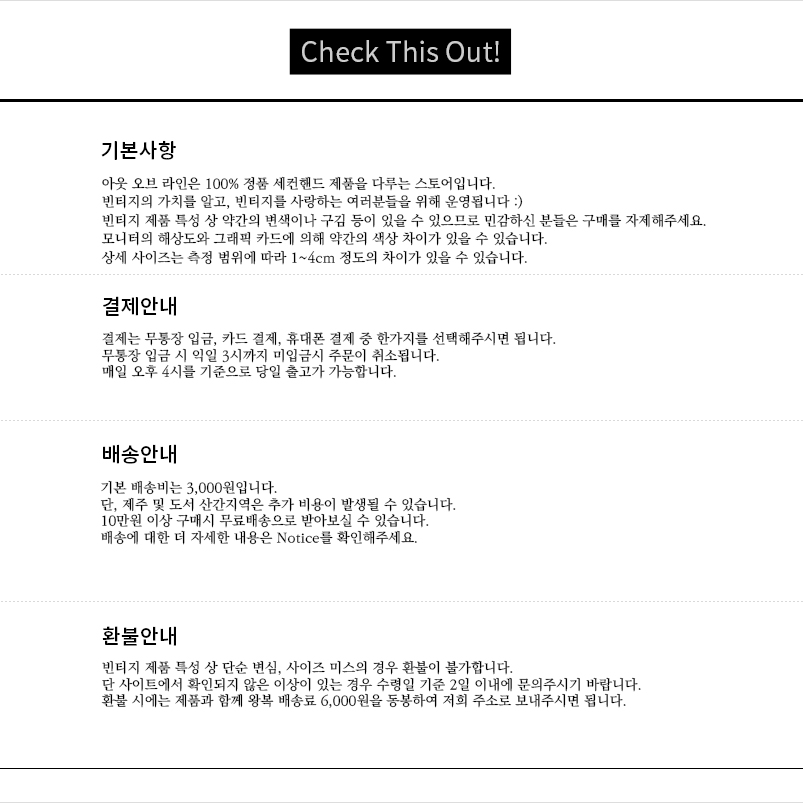 Check This Out!
기본사항
아웃 오브 라인은 100% 정품 세컨핸드 제품을 다루는 스토어입니다.
빈티지의 가치를 알고, 빈티지를 사랑하는 여러분들을 위해 운영됩니다 :)
빈티지 제품 특성 상 약간의 변색이나 구김 등이 있을 수 있으므로 민감하신 분들은 구매를 자제해주세요.
모니터의 해상도와 그래픽 카드에 의해 약간의 색상 차이가 있을 수 있습니다.
상세 사이즈는 측정 범위에 따라 1~4cm 정도의 차이가 있을 수 있습니다.
결제안내
결제는 무통장 입금, 카드 결제, 휴대폰 결제 중 한가지를 선택해주시면 됩니다.
무통장 입금 시 익일 3시까지 미입금시 주문이 취소됩니다.
매일 오후 4시를 기준으로 당일 출고가 가능합니다.
배송안내
기본 배송비는 3,000원입니다.
단, 제주 및 도서 산간지역은 추가 비용이 발생될 수 있습니다.
10만원 이상 구매시 무료배송으로 받아보실 수 있습니다.
배송에 대한 더 자세한 내용은 Notice를 확인해주세요.
환불안내
빈티지 제품 특성 상 단순 변심, 사이즈 미스의 경우 환불이 불가합니다.
단 사이트에서 확인되지 않은 이상이 있는 경우 수령일 기준 2일 이내에 문의주시기 바랍니다.
환불 시에는 제품과 함께 왕복 배송료 6,000원을 동봉하여 저희 주소로 보내주시면 됩니다.